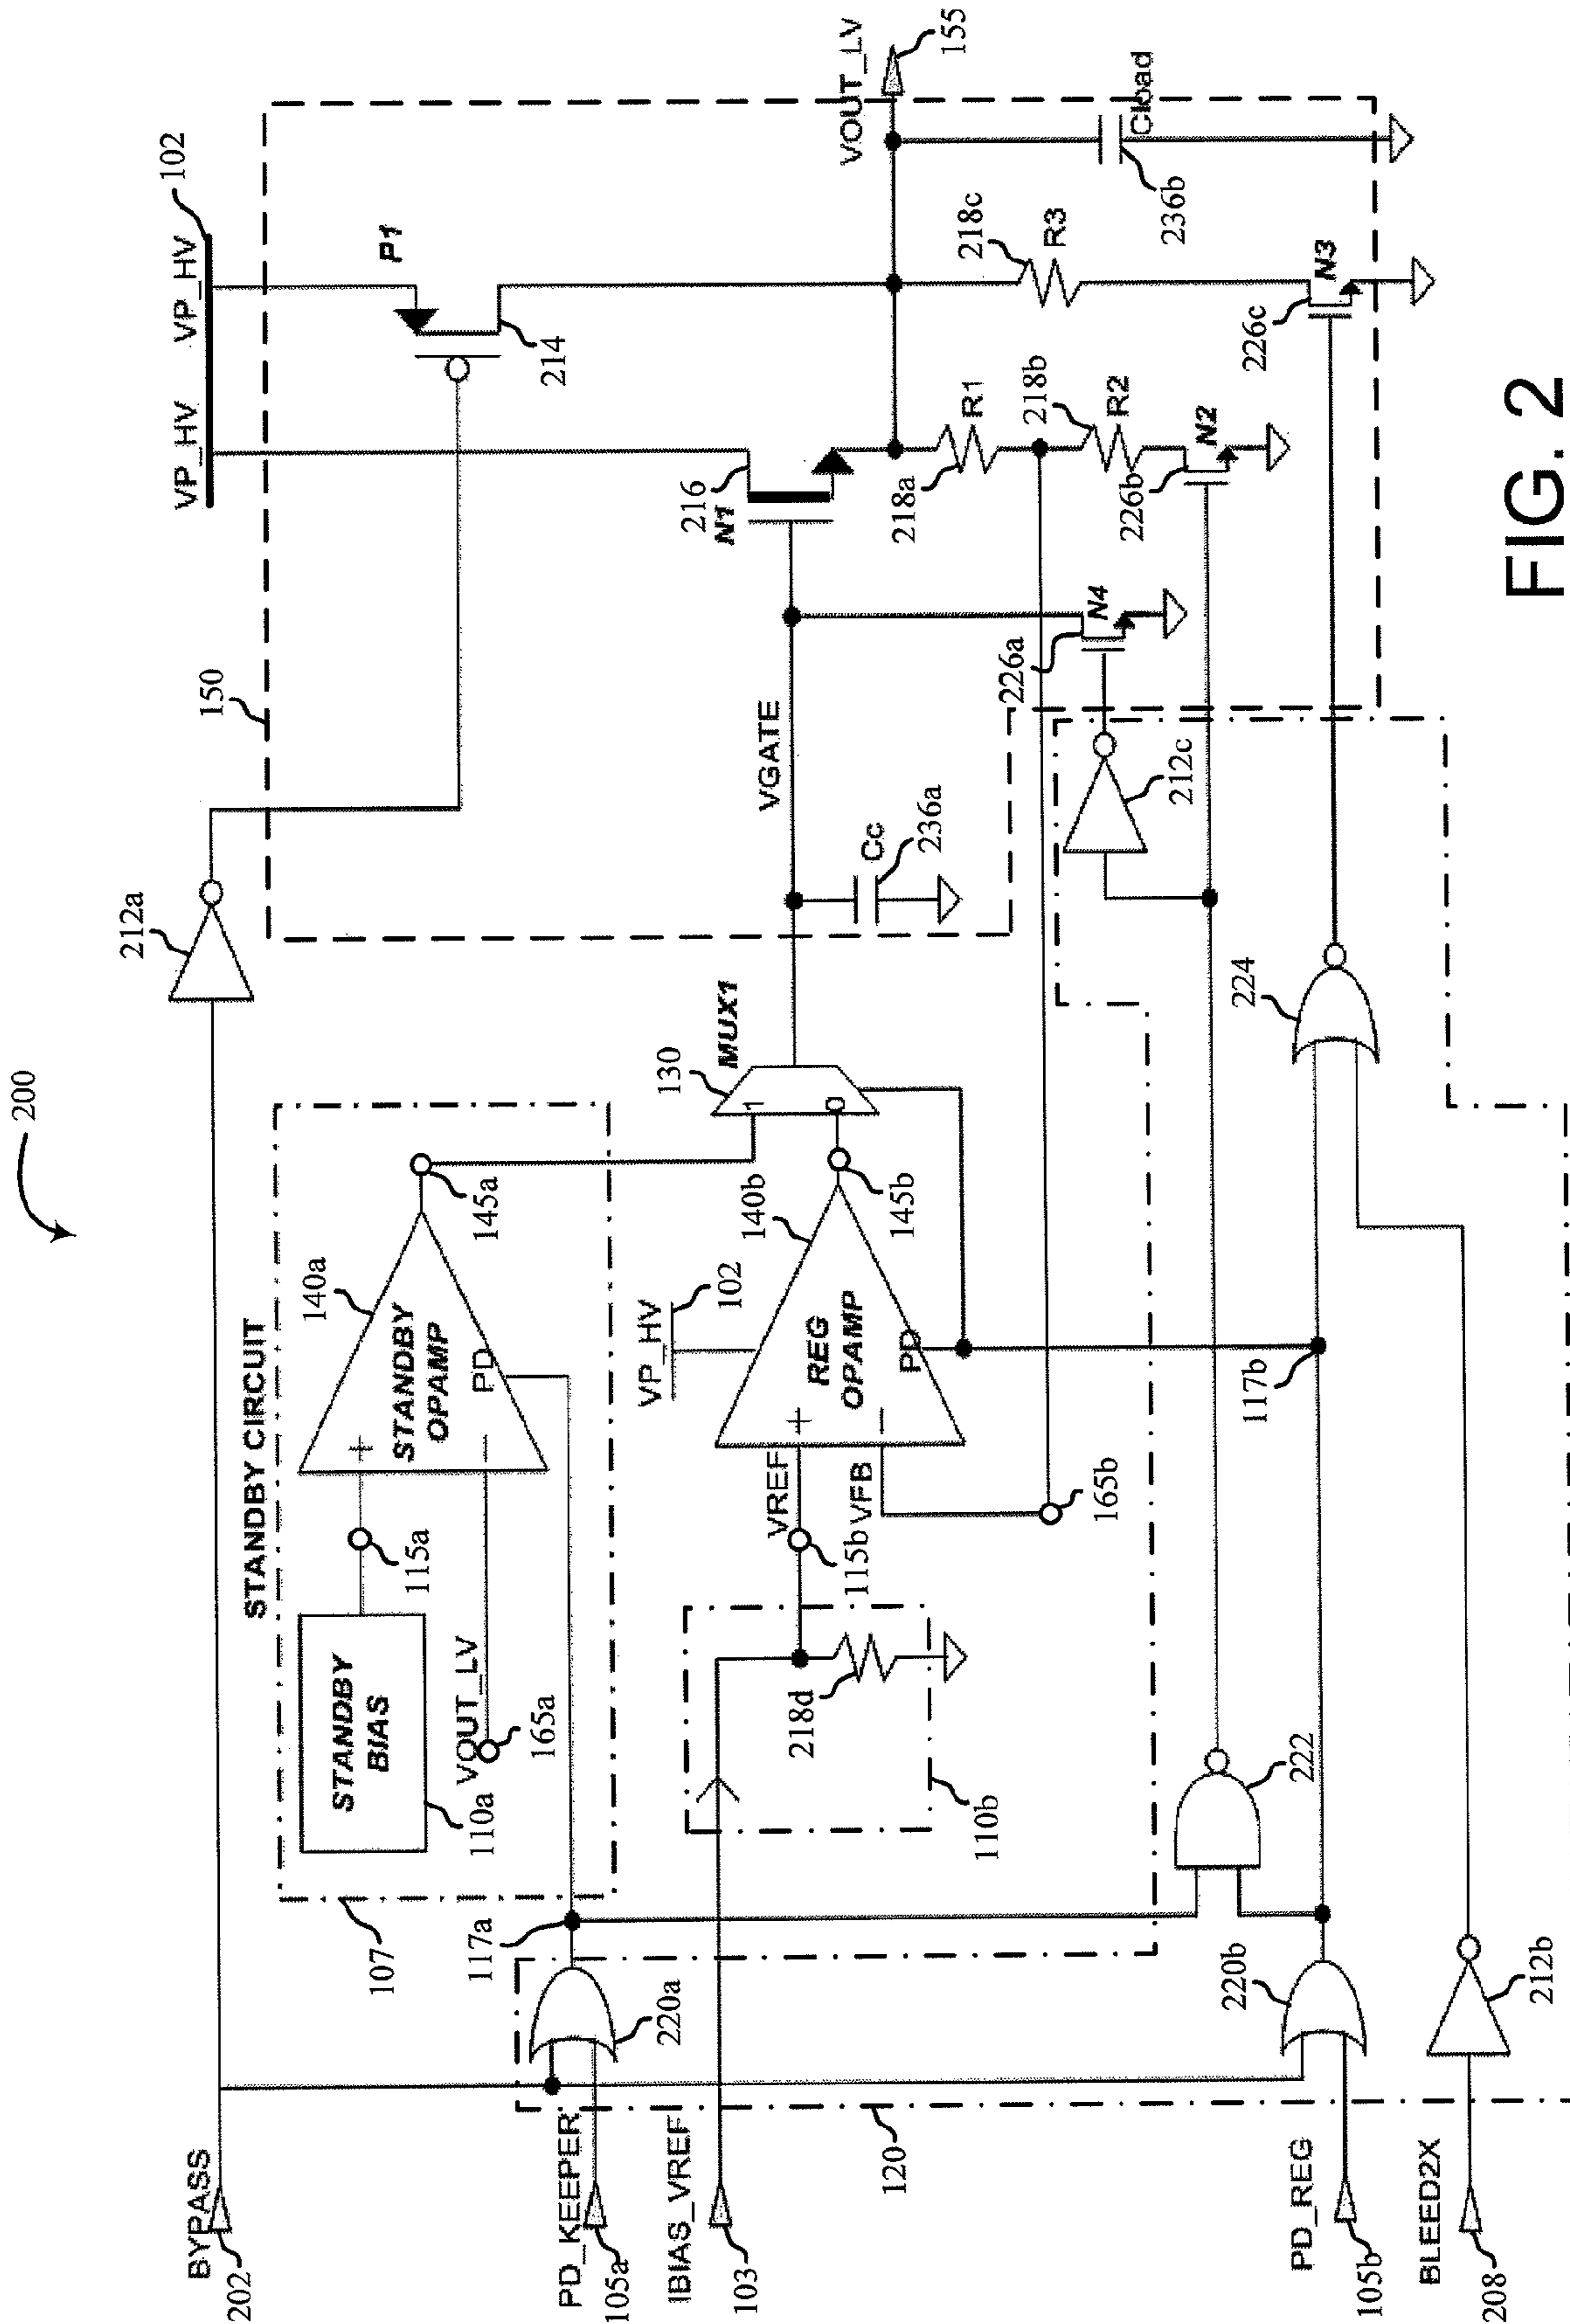 200
BYPASS
202
212a
VP_HV
VP_HV
102
150
P1
214
STANDBY CIRCUIT
107
STANDBY
BIAS
110a
115a
VOUT_LV
165a
+
-
STANDBY
OPAMP
PD
140a
145a
117a
PD_KEEPER
105a
220a
IBIAS_VREF
103
120
110b
218d
VREF
115b
VFB
165b
VP_HV
102
+
-
REG
OPAMP
PD
140b
145b
130
MUX1
1
0
VGATE
Cc
236a
216
N1
218a
R1
218b
R2
226b
N2
226a
N4
212c
VOUT_LV
155
218c
R3
226c
N3
236b
Cload
222
117b
224
PD_REG
105b
220b
BLEED2X
208
212b
FIG. 2